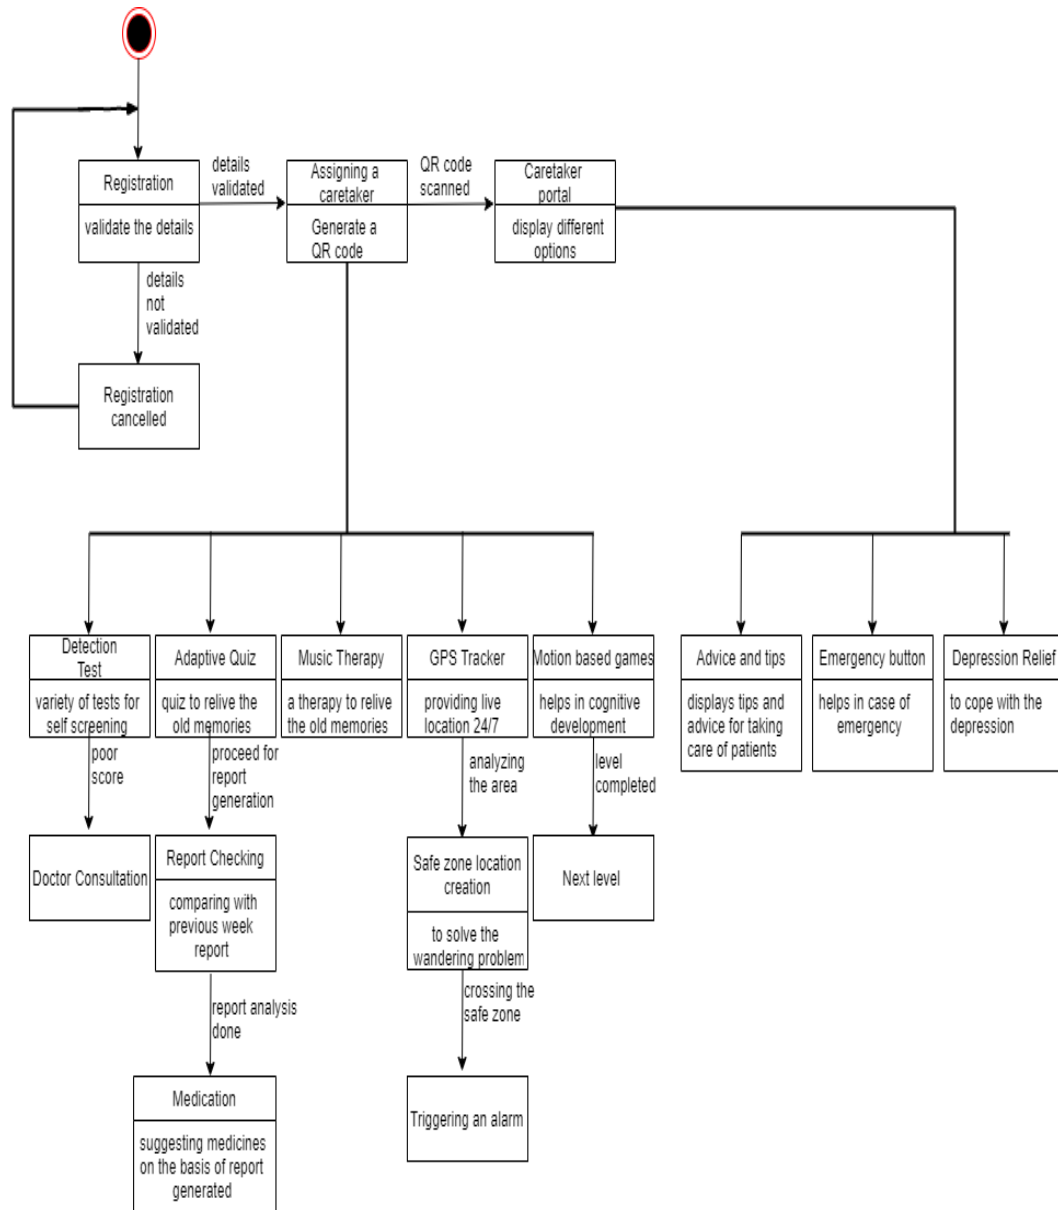 Registration
validate the details
details
validated
Assigning a
caretaker
Generate a
QR code
QR code
scanned
Caretaker
portal
display different
options
details
not
validated
Registration
cancelled
Detection
Test
variety of tests for
self screening
Adaptive Quiz
quiz to relive the
old memories
Music Therapy
a therapy to relive
the old memories
GPS Tracker
providing live
location 24/7
Motion based games
helps in cognitive
development
Advice and tips
displays tips and
advice for taking
care of patients
Emergency button
helps in case of
emergency
Depression Relief
to cope with the
depression
poor
score
proceed for
report
generation
analyzing
the area
level
completed
Doctor Consultation
Report Checking
comparing with
previous week
report
Safe zone location
creation
to solve the
wandering problem
Next level
report analysis
done
crossing the
safe zone
Medication
suggesting medicines
on the basis of report
generated
Triggering an alarm